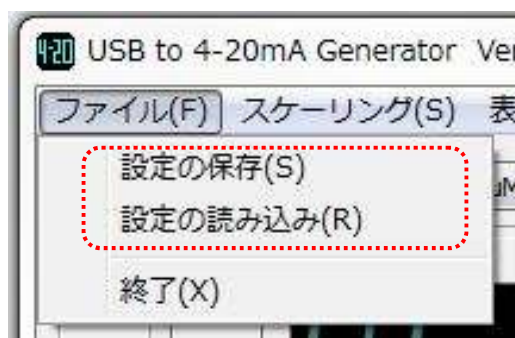 4-20 USB to 4-20mA Generator Ver
ファイル(F) スケーリング(S) 表
設定の保存(S)
設定の読み込み(R)
終了(X)